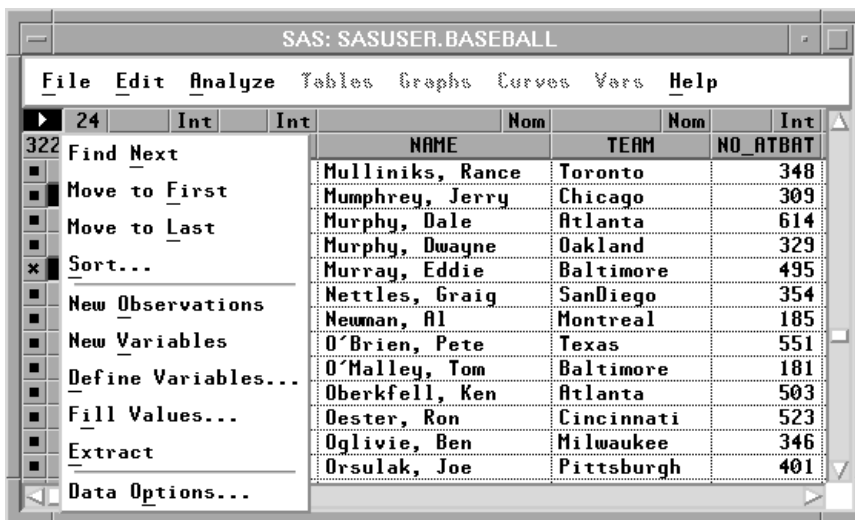 SAS: SASUSER.BASEBALL
File Edit Analyze Tables Graphs Curves Vars Help
24 Int Int Nom Nom Int
322 NAME TEAM NO_ATBAT
Find Next
Move to First
Move to Last
Sort...
New Observations
New Variables
Define Variables...
Fill Values...
Extract
Data Options...
Mulliniks, Rance Toronto 348
Mumphrey, Jerry Chicago 309
Murphy, Dale Atlanta 614
Murphy, Dwayne Oakland 329
Murray, Eddie Baltimore 495
Nettles, Graig SanDiego 354
Newman, Al Montreal 185
O'Brien, Pete Texas 551
O'Malley, Tom Baltimore 181
Oberkfell, Ken Atlanta 503
Oester, Ron Cincinnati 523
Oglivie, Ben Milwaukee 346
Orsulak, Joe Pittsburgh 401